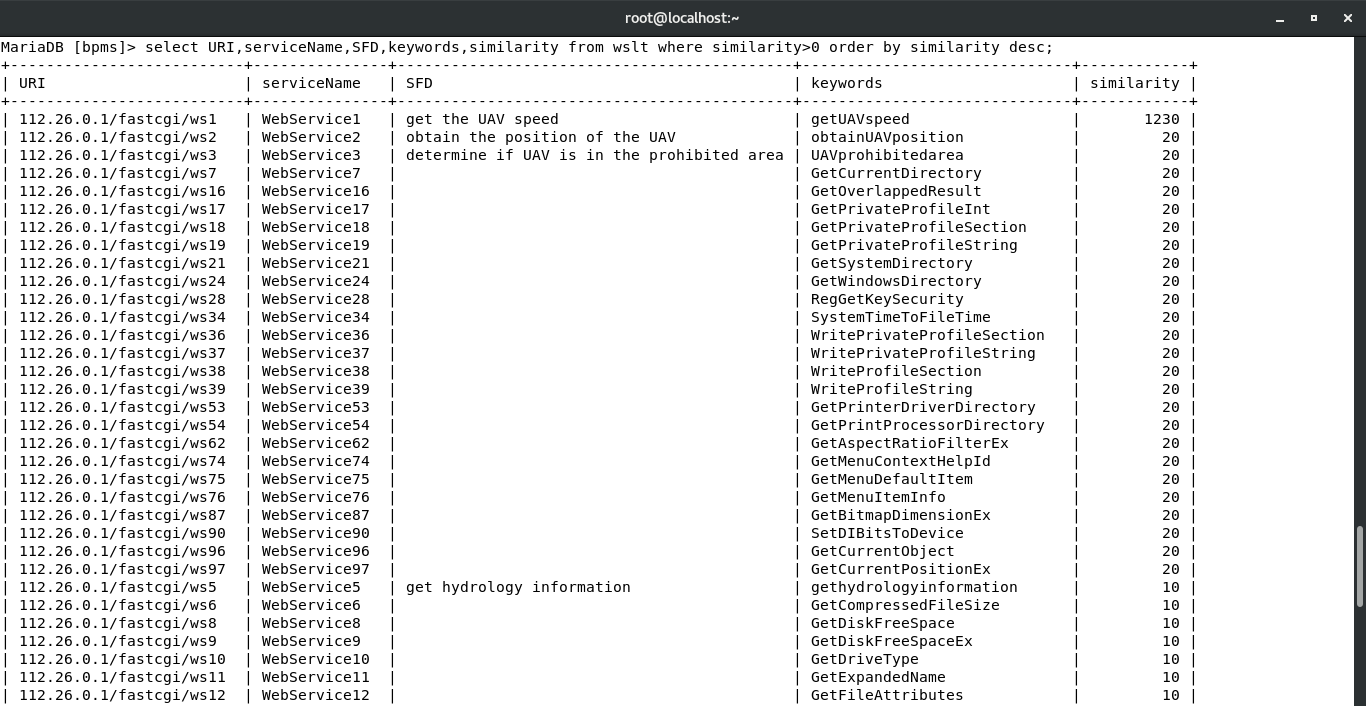 root@localhost:~
MariaDB [bpms]> select URI,serviceName,SFD,keywords,similarity from wslt where similarity>0 order by similarity desc;
+--------------------------+---------------+--------------------------------------------+------------------------------+------------+
| URI                      | serviceName   | SFD                                        | keywords                     | similarity |
+--------------------------+---------------+--------------------------------------------+------------------------------+------------+
| 112.26.0.1/fastcgi/ws1   | WebService1   | get the UAV speed                          | getUAVspeed                  |       1230 |
| 112.26.0.1/fastcgi/ws2   | WebService2   | obtain the position of the UAV             | obtainUAVposition            |         20 |
| 112.26.0.1/fastcgi/ws3   | WebService3   | determine if UAV is in the prohibited area | UAVprohibitedarea            |         20 |
| 112.26.0.1/fastcgi/ws7   | WebService7   |                                            | GetCurrentDirectory          |         20 |
| 112.26.0.1/fastcgi/ws16  | WebService16  |                                            | GetOverlappedResult          |         20 |
| 112.26.0.1/fastcgi/ws17  | WebService17  |                                            | GetPrivateProfileInt         |         20 |
| 112.26.0.1/fastcgi/ws18  | WebService18  |                                            | GetPrivateProfileSection     |         20 |
| 112.26.0.1/fastcgi/ws19  | WebService19  |                                            | GetPrivateProfileString      |         20 |
| 112.26.0.1/fastcgi/ws21  | WebService21  |                                            | GetSystemDirectory           |         20 |
| 112.26.0.1/fastcgi/ws24  | WebService24  |                                            | GetWindowsDirectory          |         20 |
| 112.26.0.1/fastcgi/ws28  | WebService28  |                                            | RegGetKeySecurity            |         20 |
| 112.26.0.1/fastcgi/ws34  | WebService34  |                                            | SystemTimeToFileTime         |         20 |
| 112.26.0.1/fastcgi/ws36  | WebService36  |                                            | WritePrivateProfileSection   |         20 |
| 112.26.0.1/fastcgi/ws37  | WebService37  |                                            | WritePrivateProfileString    |         20 |
| 112.26.0.1/fastcgi/ws38  | WebService38  |                                            | WriteProfileSection          |         20 |
| 112.26.0.1/fastcgi/ws39  | WebService39  |                                            | WriteProfileString           |         20 |
| 112.26.0.1/fastcgi/ws53  | WebService53  |                                            | GetPrinterDriverDirectory    |         20 |
| 112.26.0.1/fastcgi/ws54  | WebService54  |                                            | GetPrintProcessorDirectory   |         20 |
| 112.26.0.1/fastcgi/ws62  | WebService62  |                                            | GetAspectRatioFilterEx       |         20 |
| 112.26.0.1/fastcgi/ws74  | WebService74  |                                            | GetMenuContextHelpId         |         20 |
| 112.26.0.1/fastcgi/ws75  | WebService75  |                                            | GetMenuDefaultItem           |         20 |
| 112.26.0.1/fastcgi/ws76  | WebService76  |                                            | GetMenuItemInfo              |         20 |
| 112.26.0.1/fastcgi/ws87  | WebService87  |                                            | GetBitmapDimensionEx         |         20 |
| 112.26.0.1/fastcgi/ws90  | WebService90  |                                            | SetDIBitsToDevice            |         20 |
| 112.26.0.1/fastcgi/ws96  | WebService96  |                                            | GetCurrentObject             |         20 |
| 112.26.0.1/fastcgi/ws97  | WebService97  |                                            | GetCurrentPositionEx         |         20 |
| 112.26.0.1/fastcgi/ws5   | WebService5   | get hydrology information                  | gethydrologyinformation      |         10 |
| 112.26.0.1/fastcgi/ws6   | WebService6   |                                            | GetCompressedFileSize        |         10 |
| 112.26.0.1/fastcgi/ws8   | WebService8   |                                            | GetDiskFreeSpace             |         10 |
| 112.26.0.1/fastcgi/ws9   | WebService9   |                                            | GetDiskFreeSpaceEx           |         10 |
| 112.26.0.1/fastcgi/ws10  | WebService10  |                                            | GetDriveType                 |         10 |
| 112.26.0.1/fastcgi/ws11  | WebService11  |                                            | GetExpandedName              |         10 |
| 112.26.0.1/fastcgi/ws12  | WebService12  |                                            | GetFileAttributes            |         10 |